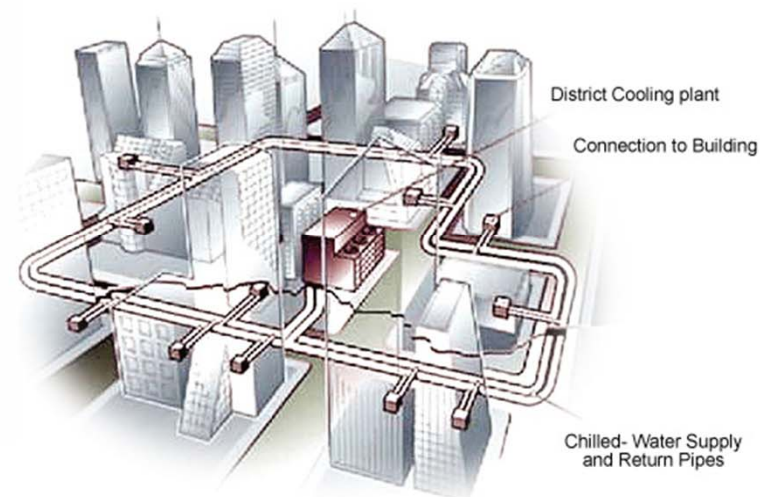 District Cooling plant
Connection to Building
Chilled- Water Supply
and Return Pipes